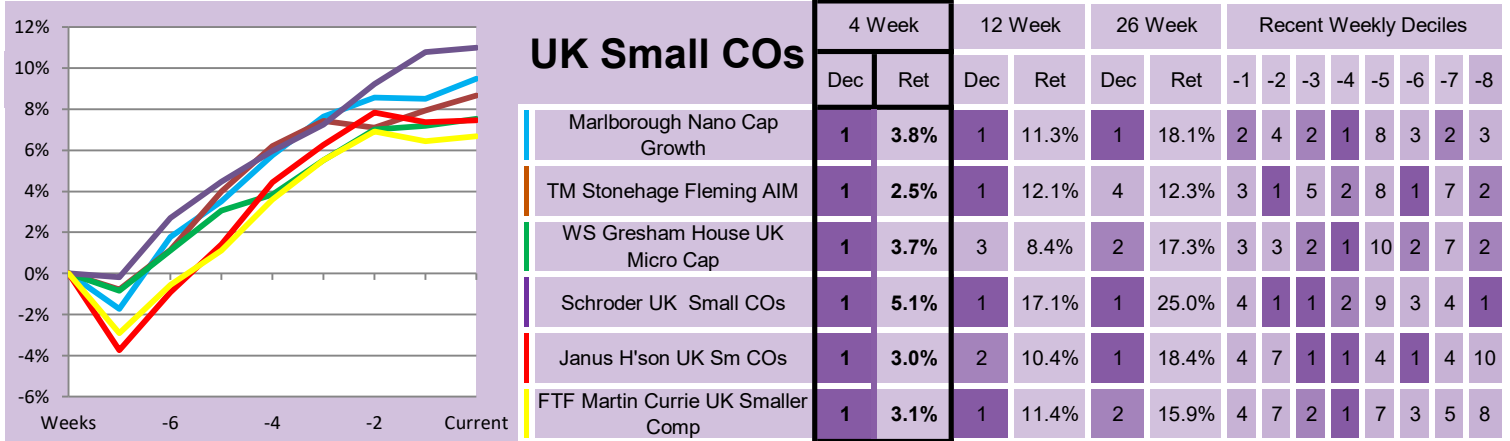 12%
10%
8%
6%
4%
2%
0%
-2%
-4%
-6%
Weeks -6 -4 -2 Current
UK Small COs
4 Week 12 Week 26 Week Recent Weekly Deciles
Dec Ret Dec Ret Dec Ret -1 -2 -3 -4 -5 -6 -7 -8
Marlborough Nano Cap
Growth
1 3.8% 1 11.3% 1 18.1% 2 4 2 1 8 3 2 3
TM Stonehage Fleming AIM 1 2.5% 1 12.1% 4 12.3% 3 1 5 2 8 1 7 2
WS Gresham House UK
Micro Cap
1 3.7% 3 8.4% 2 17.3% 3 3 2 1 10 2 7 2
Schroder UK Small COs 1 5.1% 1 17.1% 1 25.0% 4 1 1 2 9 3 4 1
Janus H'son UK Sm COs 1 3.0% 2 10.4% 1 18.4% 4 7 1 1 4 1 4 10
FTF Martin Currie UK Smaller
Comp
1 3.1% 1 11.4% 2 15.9% 4 7 2 1 7 3 5 8